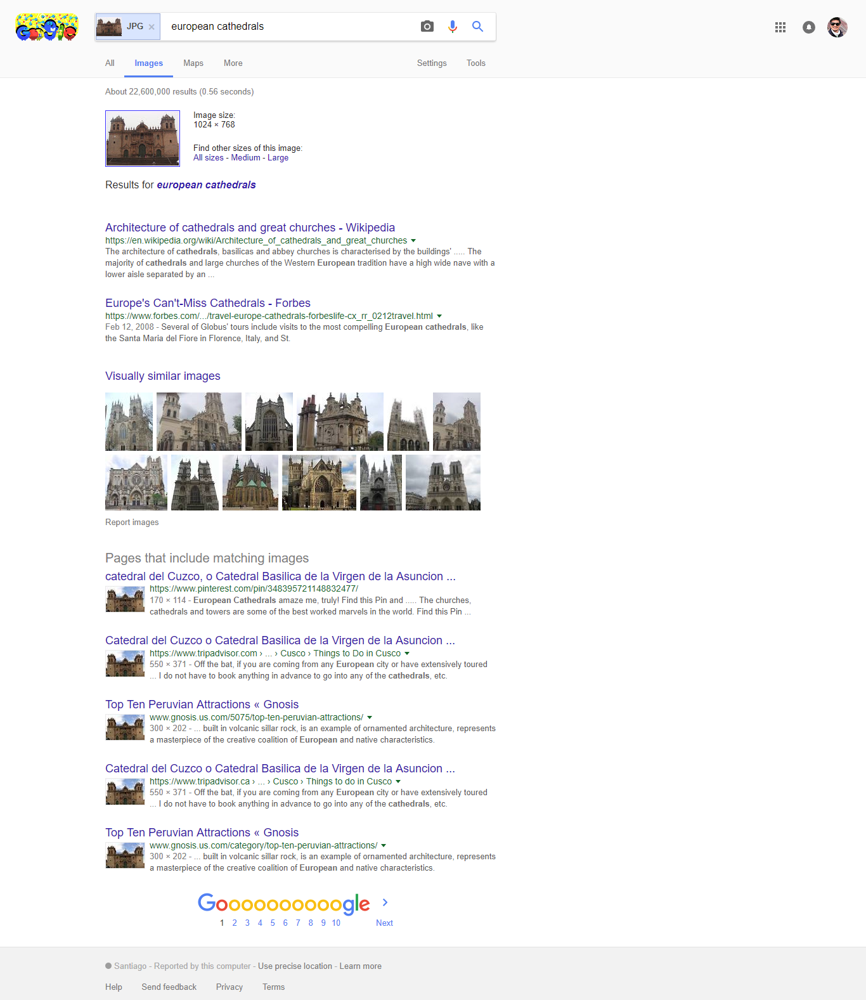 Google
JPG × european cathedrals
All Images Maps More Settings Tools
About 22,600,000 results (0.56 seconds)
Image size:
1024 × 768
Find other sizes of this image:
All sizes - Medium - Large
Results for european cathedrals
Architecture of cathedrals and great churches - Wikipedia
https://en.wikipedia.org/wiki/Architecture_of_cathedrals_and_great_churches
The architecture of cathedrals, basilicas and abbey churches is characterised by the buildings' ..... The
majority of cathedrals and large churches of the Western European tradition have a high wide nave with a
lower aisle separated by an ...
Europe's Can't-Miss Cathedrals - Forbes
https://www.forbes.com/.../travel-europe-cathedrals-forbeslife-cx_rr_0212travel.html
Feb 12, 2008 - Several of Globus' tours include visits to the most compelling European cathedrals, like
the Santa Maria del Fiore in Florence, Italy, and St.
Visually similar images
Report images
Pages that include matching images
catedral del Cuzco, o Catedral Basilica de la Virgen de la Asuncion ...
https://www.pinterest.com/pin/348395721148832477/
170 × 114 - European Cathedrals amaze me, truly! Find this Pin and ..... The churches,
cathedrals and towers are some of the best worked marvels in the world. Find this Pin ...
Catedral del Cuzco o Catedral Basilica de la Virgen de la Asuncion ...
https://www.tripadvisor.com › ... › Cusco › Things to Do in Cusco
550 × 371 - Off the bat, if you are coming from any European city or have extensively toured
... I do not have to book anything in advance to go into any of the cathedrals, etc.
Top Ten Peruvian Attractions « Gnosis
www.gnosis.us.com/5075/top-ten-peruvian-attractions/
300 × 202 - ... built in volcanic sillar rock, is an example of ornamented architecture, represents
a masterpiece of the creative coalition of European and native characteristics.
Catedral del Cuzco o Catedral Basilica de la Virgen de la Asuncion ...
https://www.tripadvisor.ca › ... › Cusco › Things to do in Cusco
550 × 371 - Off the bat, if you are coming from any European city or have extensively toured
... I do not have to book anything in advance to go into any of the cathedrals, etc.
Top Ten Peruvian Attractions « Gnosis
www.gnosis.us.com/category/top-ten-peruvian-attractions/
300 × 202 - ... built in volcanic sillar rock, is an example of ornamented architecture, represents
a masterpiece of the creative coalition of European and native characteristics.
Goooooooooogle
1 2 3 4 5 6 7 8 9 10 Next
Santiago - Reported by this computer - Use precise location - Learn more
Help Send feedback Privacy Terms